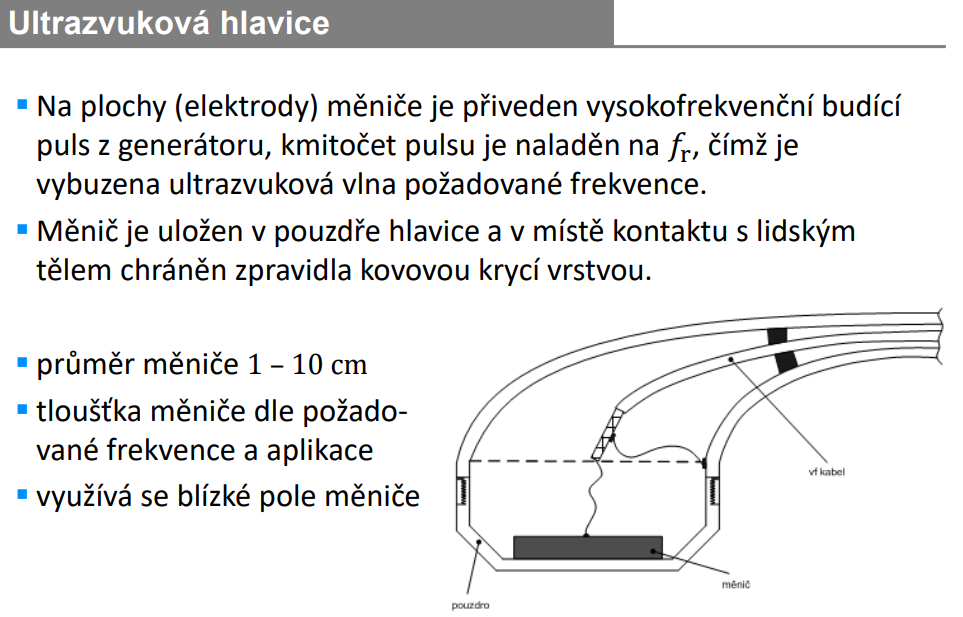 Ultrazvuková hlavice
Na plochy (elektrody) měniče je přiveden vysokofrekvenční budící
puls z generátoru, kmitočet pulsu je naladěn na fr, čímž je
vybuzena ultrazvuková vlna požadované frekvence.
Měnič je uložen v pouzdře hlavice a v místě kontaktu s lidským
tělem chráněn zpravidla kovovou krycí vrstvou.
průměr měniče 1 – 10 cm
tloušťka měniče dle požado-
vané frekvence a aplikace
využívá se blízké pole měniče
vf kabel
měnič
pouzdro